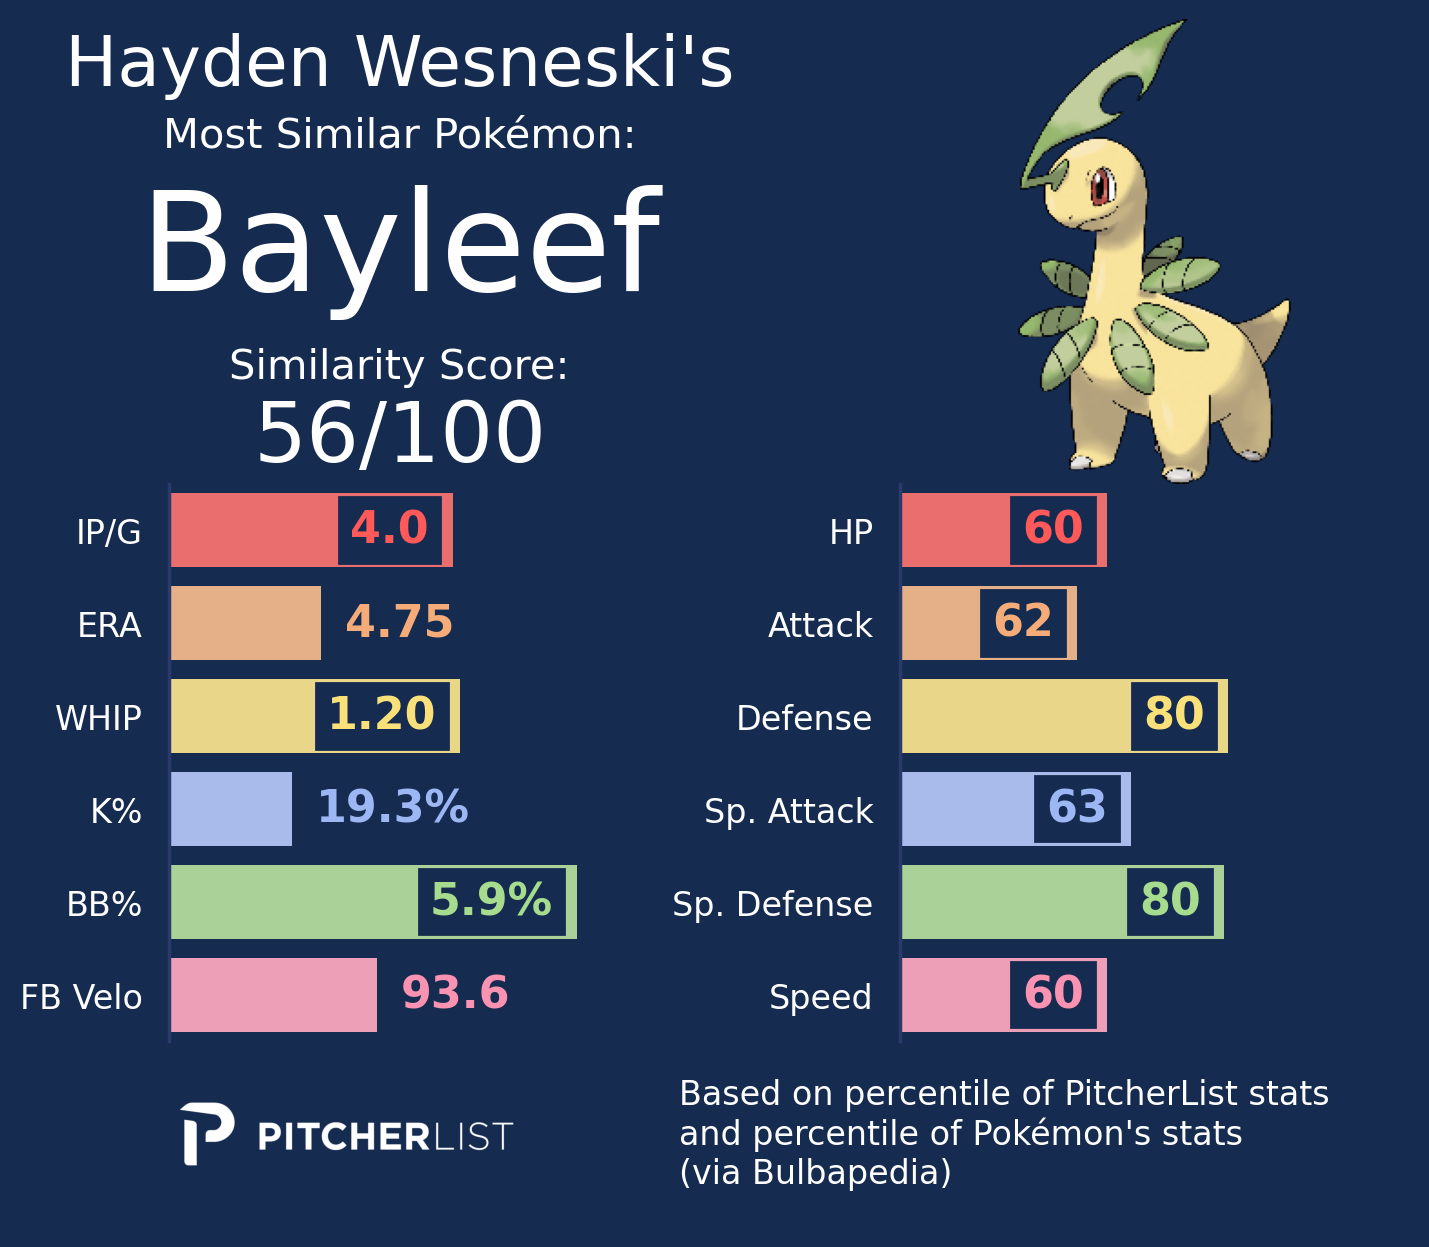 Hayden Wesneski's
Most Similar Pokémon:
Bayleef
Similarity Score:
56/100
IP/G 4.0
ERA 4.75
WHIP 1.20
K% 19.3%
BB% 5.9%
FB Velo 93.6
HP 60
Attack 62
Defense 80
Sp. Attack 63
Sp. Defense 80
Speed 60
PITCHERLIST
Based on percentile of PitcherList stats
and percentile of Pokémon's stats
(via Bulbapedia)